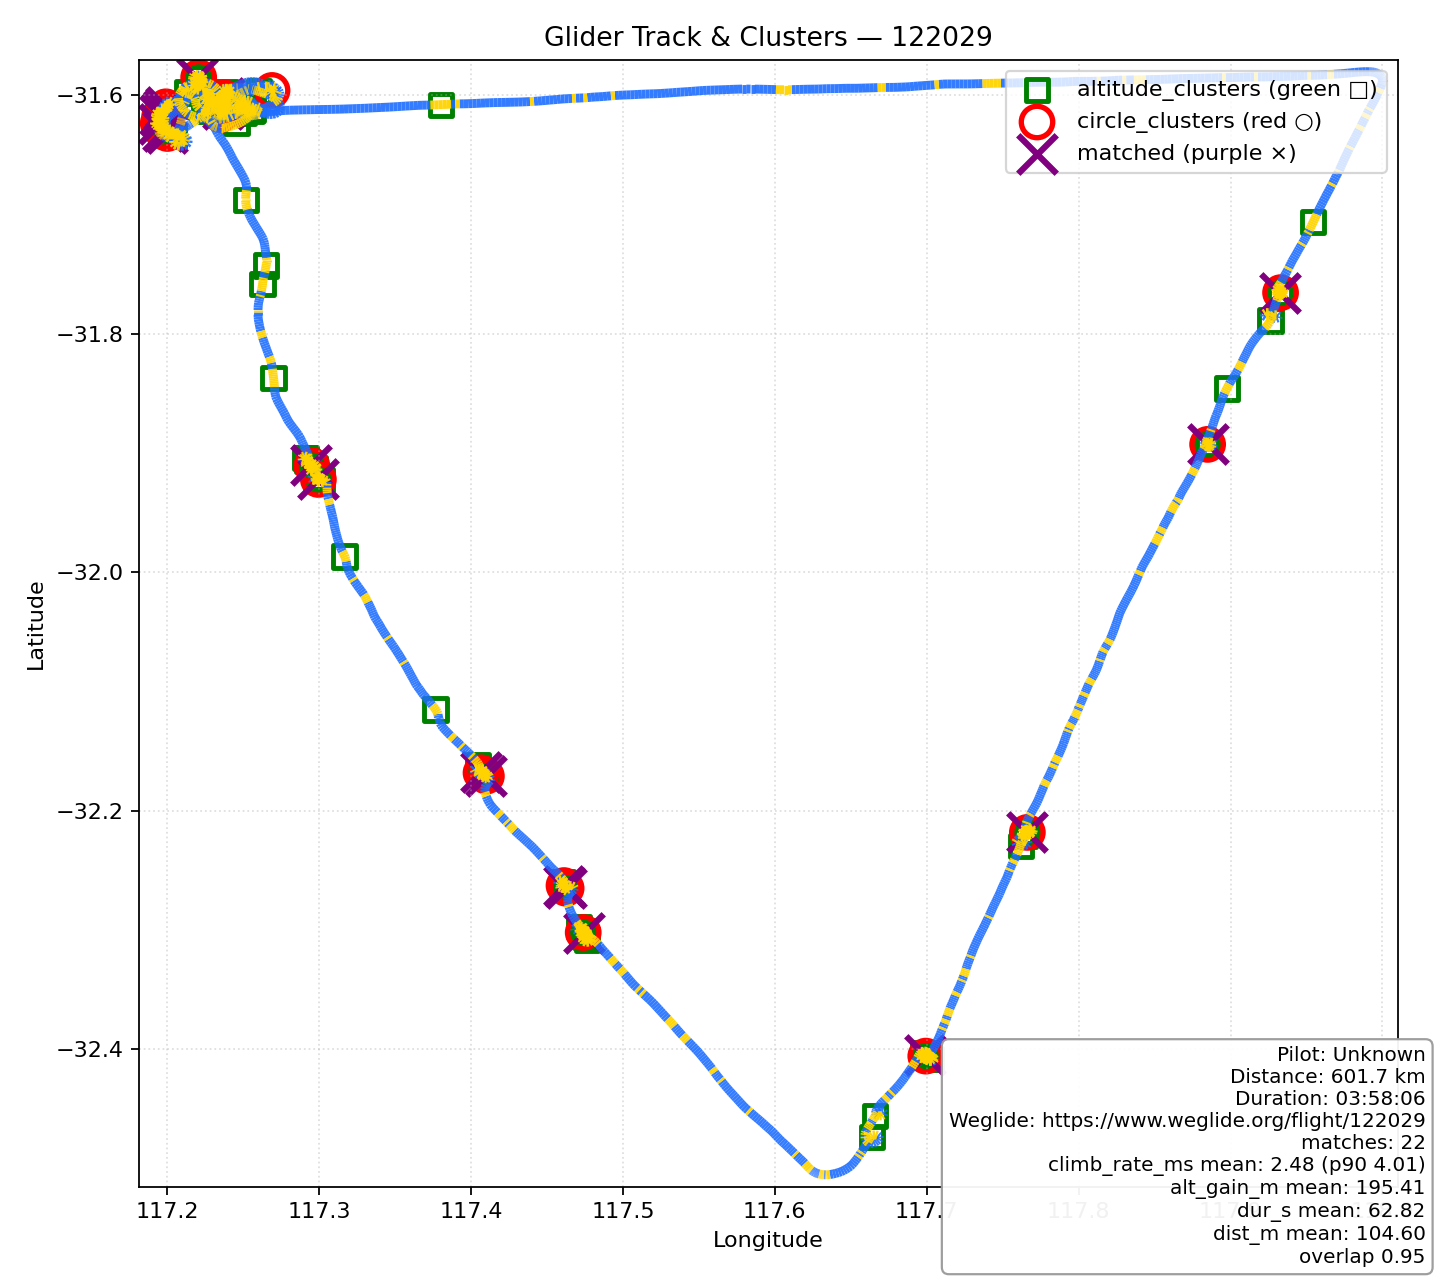 Glider Track & Clusters — 122029
altitude_clusters (green □)
circle_clusters (red ○)
matched (purple ×)
−31.6
−31.8
−32.0
−32.2
−32.4
Latitude
117.2
117.3
117.4
117.5
117.6
117.7
117.8
Longitude
Pilot: Unknown
Distance: 601.7 km
Duration: 03:58:06
Weglide: https://www.weglide.org/flight/122029
matches: 22
climb_rate_ms mean: 2.48 (p90 4.01)
alt_gain_m mean: 195.41
dur_s mean: 62.82
dist_m mean: 104.60
overlap 0.95